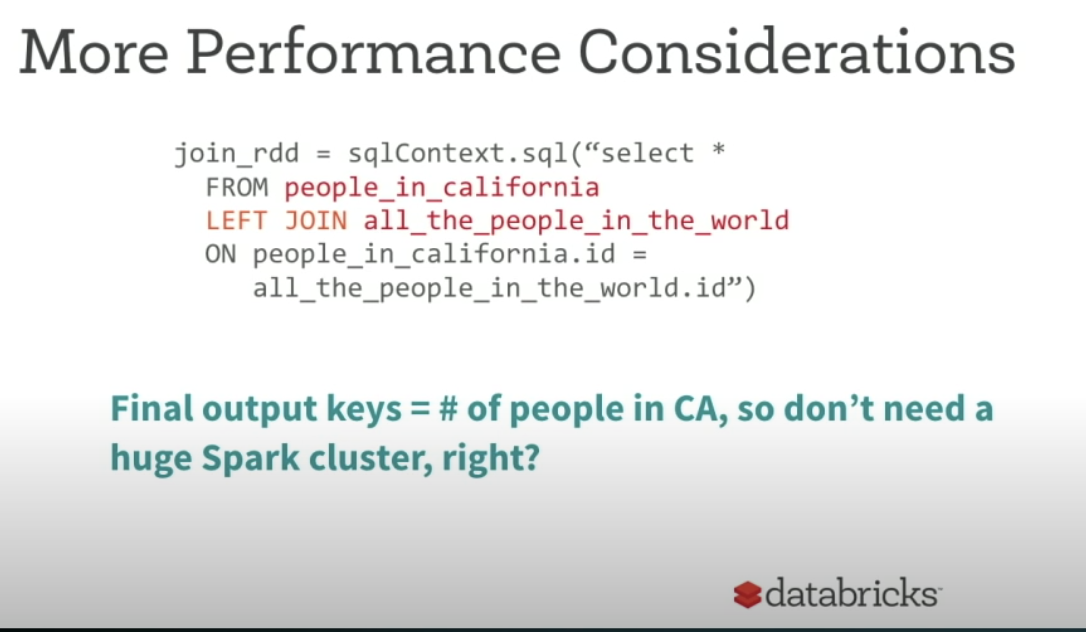 More Performance Considerations
join_rdd = sqlContext.sql(“select *
FROM people_in_california
LEFT JOIN all_the_people_in_the_world
ON people_in_california.id =
all_the_people_in_the_world.id”)
Final output keys = # of people in CA, so don’t need a
huge Spark cluster, right?
databricks